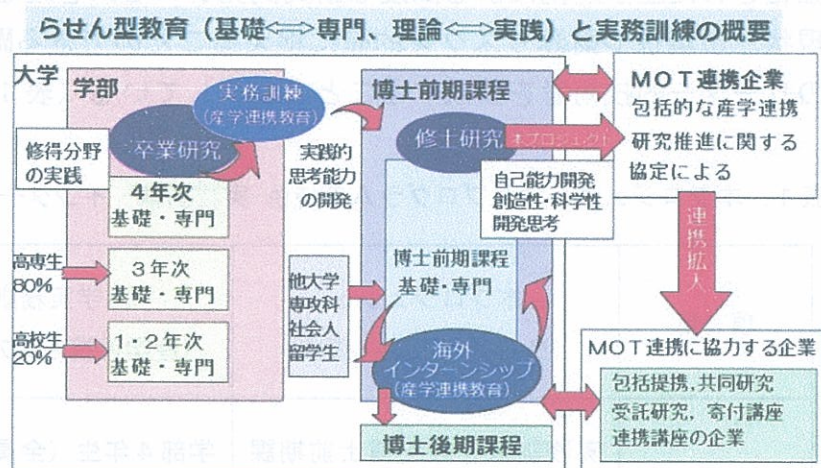 らせん型教育（基礎⇔専門、理論⇔実践）と実務訓練の概要
大学
学部
実務訓練
（産学連携教育）
卒業研究
修得分野
の実践
4年次
基礎・専門
高専生
80%
3年次
基礎・専門
高校生
20%
1・2年次
基礎・専門
実践的
思考能力
の開発
他大学
専攻科
社会人
留学生
博士前期課程
修士研究
本プロジェクト
自己能力開発
創造性・科学性
開発思考
博士前期課程
基礎・専門
海外
インターンシップ
（産学連携教育）
博士後期課程
MOT連携企業
包括的な産学連携
研究推進に関する
協定による
連携拡大
MOT連携に協力する企業
包括提携,共同研究
受託研究、寄付講座
連携講座の企業